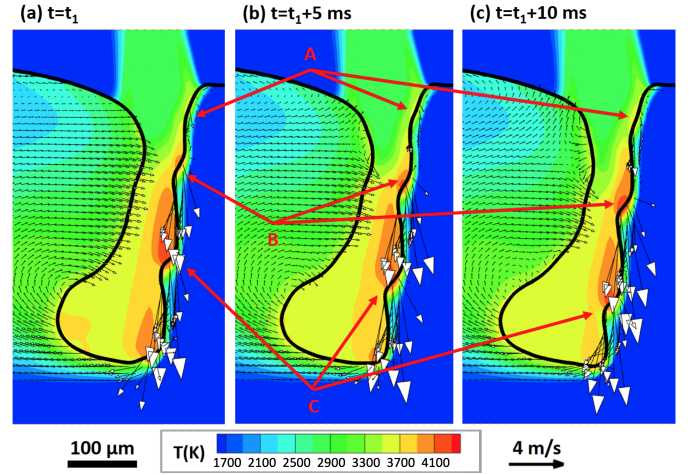 (a) t=t₁
(b) t=t₁+5 ms
(c) t=t₁+10 ms
A
B
C
100 µm
T(K)
1700 2100 2500 2900 3300 3700 4100
4 m/s